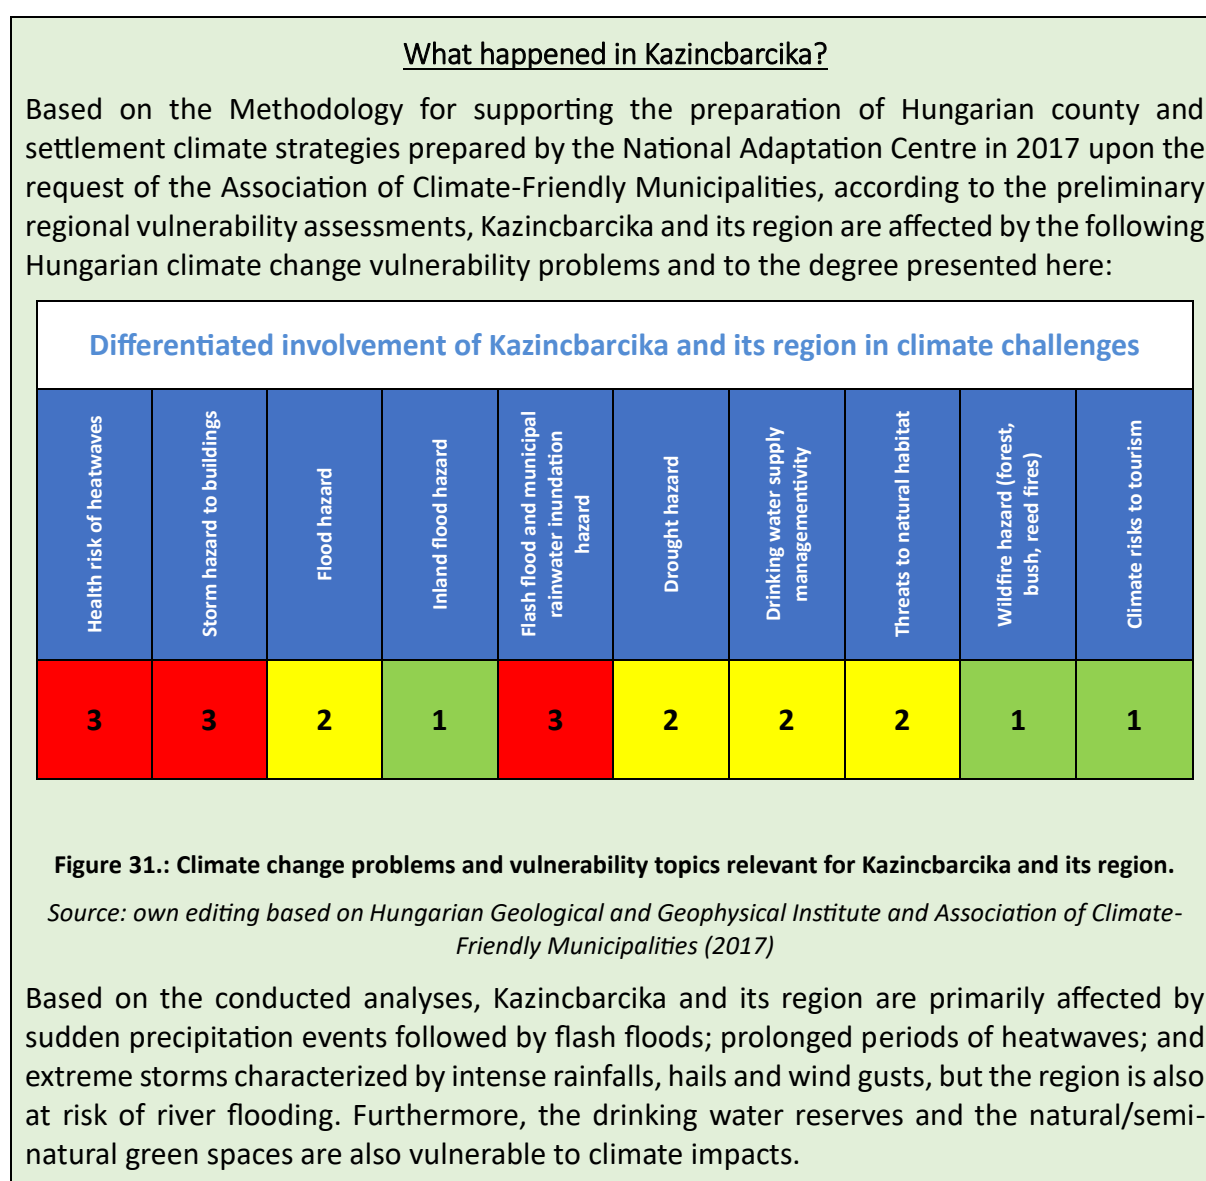 What happened in Kazincbarcika?
Based on the Methodology for supporting the preparation of Hungarian county and
settlement climate strategies prepared by the National Adaptation Centre in 2017 upon the
request of the Association of Climate-Friendly Municipalities, according to the preliminary
regional vulnerability assessments, Kazincbarcika and its region are affected by the following
Hungarian climate change vulnerability problems and to the degree presented here:
Differentiated involvement of Kazincbarcika and its region in climate challenges
Health risk of heatwaves
Storm hazard to buildings
Flood hazard
Inland flood hazard
Flash flood and municipal
rainwater inundation
hazard
Drought hazard
Drinking water supply
managementivity
Threats to natural habitat
Wildfire hazard (forest,
bush, reed fires)
Climate risks to tourism
3 3 2 1 3 2 2 2 1 1
Figure 31.: Climate change problems and vulnerability topics relevant for Kazincbarcika and its region.
Source: own editing based on Hungarian Geological and Geophysical Institute and Association of Climate-
Friendly Municipalities (2017)
Based on the conducted analyses, Kazincbarcika and its region are primarily affected by
sudden precipitation events followed by flash floods; prolonged periods of heatwaves; and
extreme storms characterized by intense rainfalls, hails and wind gusts, but the region is also
at risk of river flooding. Furthermore, the drinking water reserves and the natural/semi-
natural green spaces are also vulnerable to climate impacts.